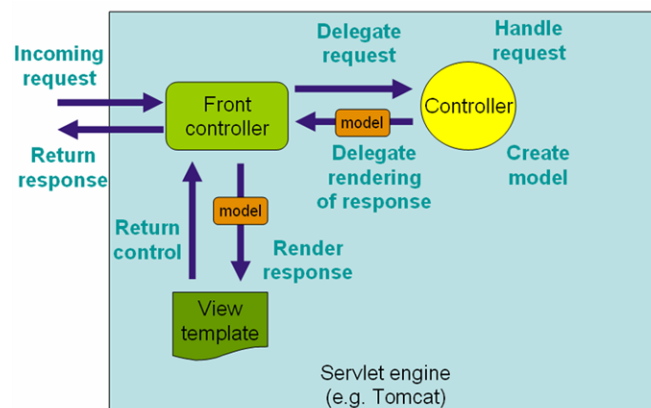 Incoming
request
Return
response
Front
controller
Delegate
request
Handle
request
Controller
model
Delegate
rendering
of response
Create
model
Return
control
model
Render
response
View
template
Servlet engine
(e.g. Tomcat)